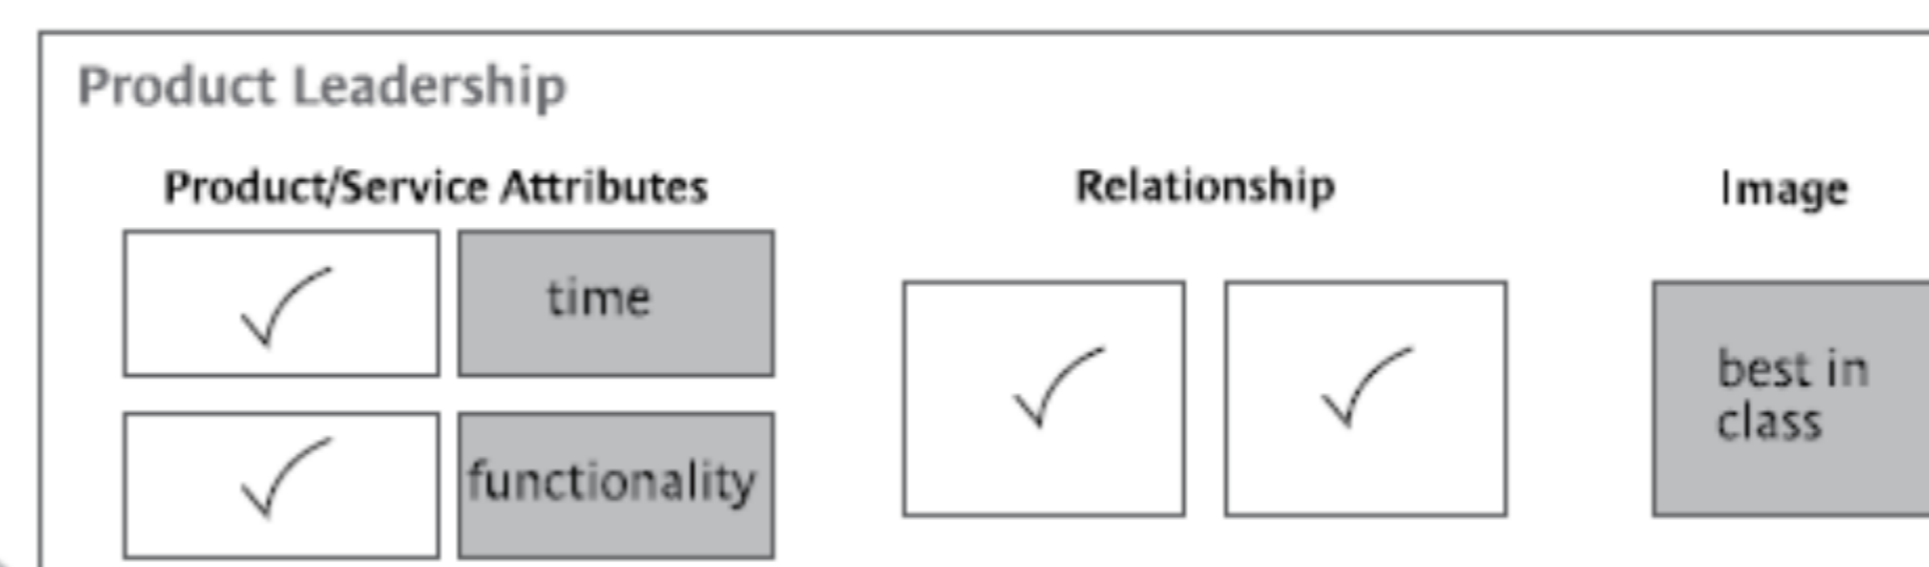 Product Leadership
Product/Service Attributes
Relationship
Image
time
functionality
best in
class